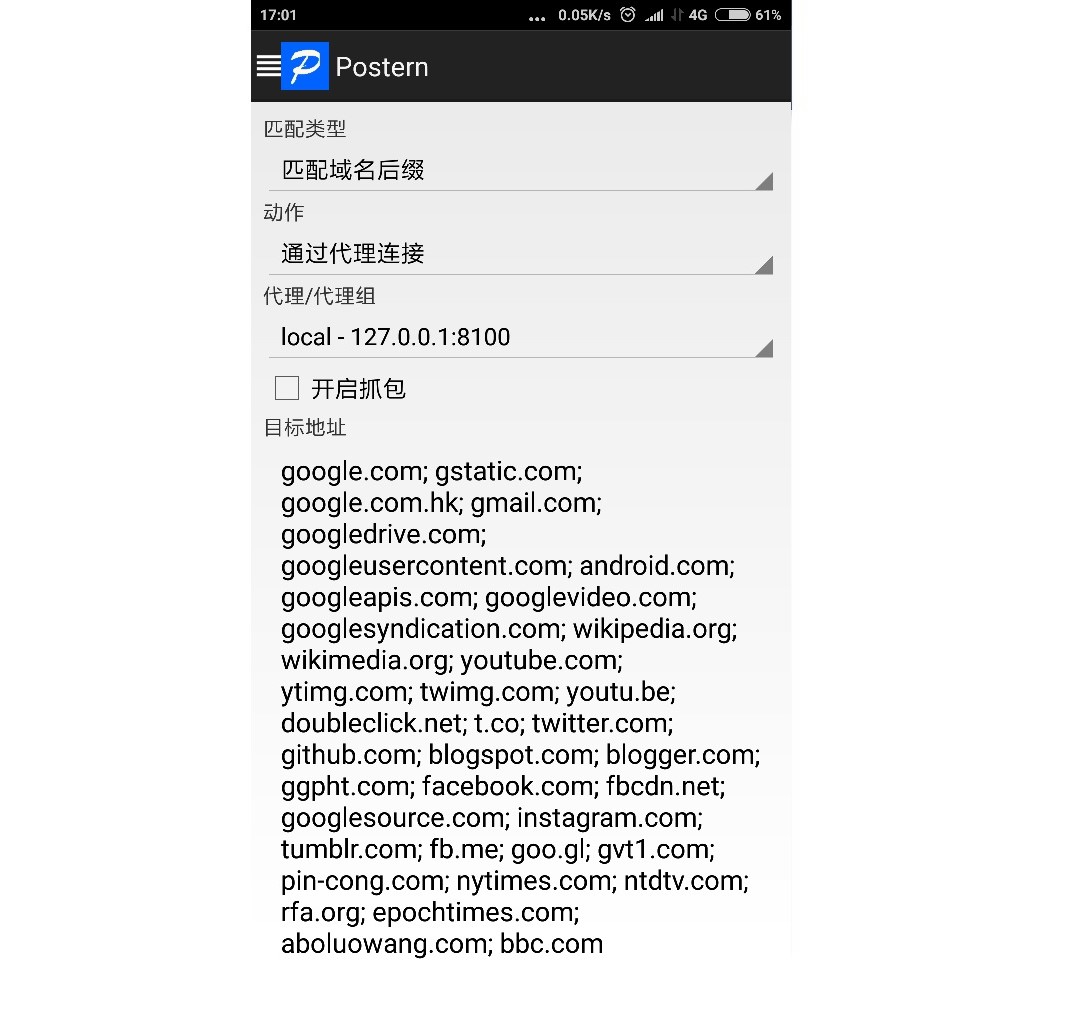 17:01 ... 0.05K/s 4G 61%
Postern
匹配类型
匹配域名后缀
动作
通过代理连接
代理/代理组
local - 127.0.0.1:8100
开启抓包
目标地址
google.com; gstatic.com;
google.com.hk; gmail.com;
googledrive.com;
googleusercontent.com; android.com;
googleapis.com; googlevideo.com;
googlesyndication.com; wikipedia.org;
wikimedia.org; youtube.com;
ytimg.com; twimg.com; youtu.be;
doubleclick.net; t.co; twitter.com;
github.com; blogspot.com; blogger.com;
ggpht.com; facebook.com; fbcdn.net;
googlesource.com; instagram.com;
tumblr.com; fb.me; goo.gl; gvt1.com;
pin-cong.com; nytimes.com; ntdtv.com;
rfa.org; epochtimes.com;
aboluowang.com; bbc.com